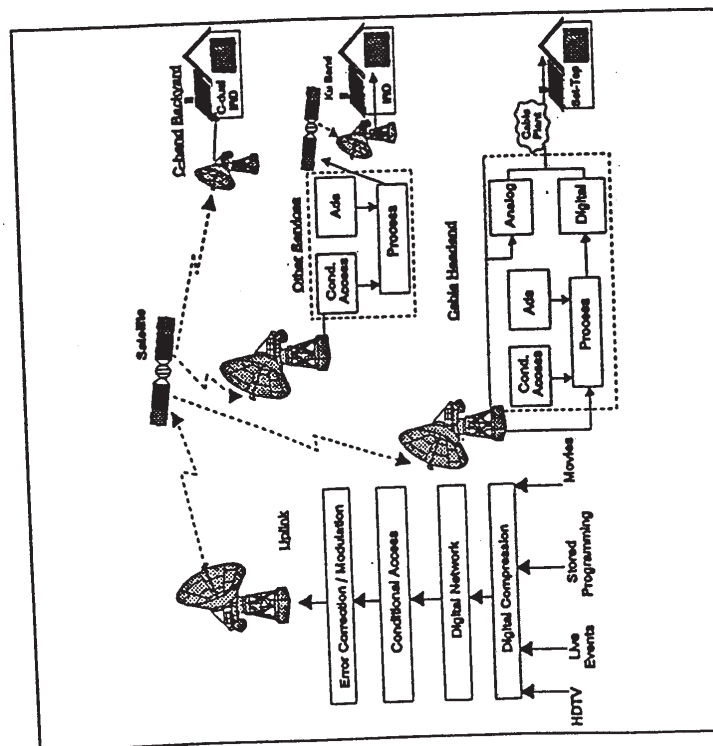 Satellite
C-band Backyard
C-dual
IRD
Other Services
Cond.
Access
Ads
Process
Ku Band
IRD
Cable Headend
Cond.
Access
Ads
Process
Analog
Digital
Cable
Plant
Set-Top
Uplink
Error Correction / Modulation
Conditional Access
Digital Network
Digital Compression
HDTV
Live
Events
Stored
Programming
Movies